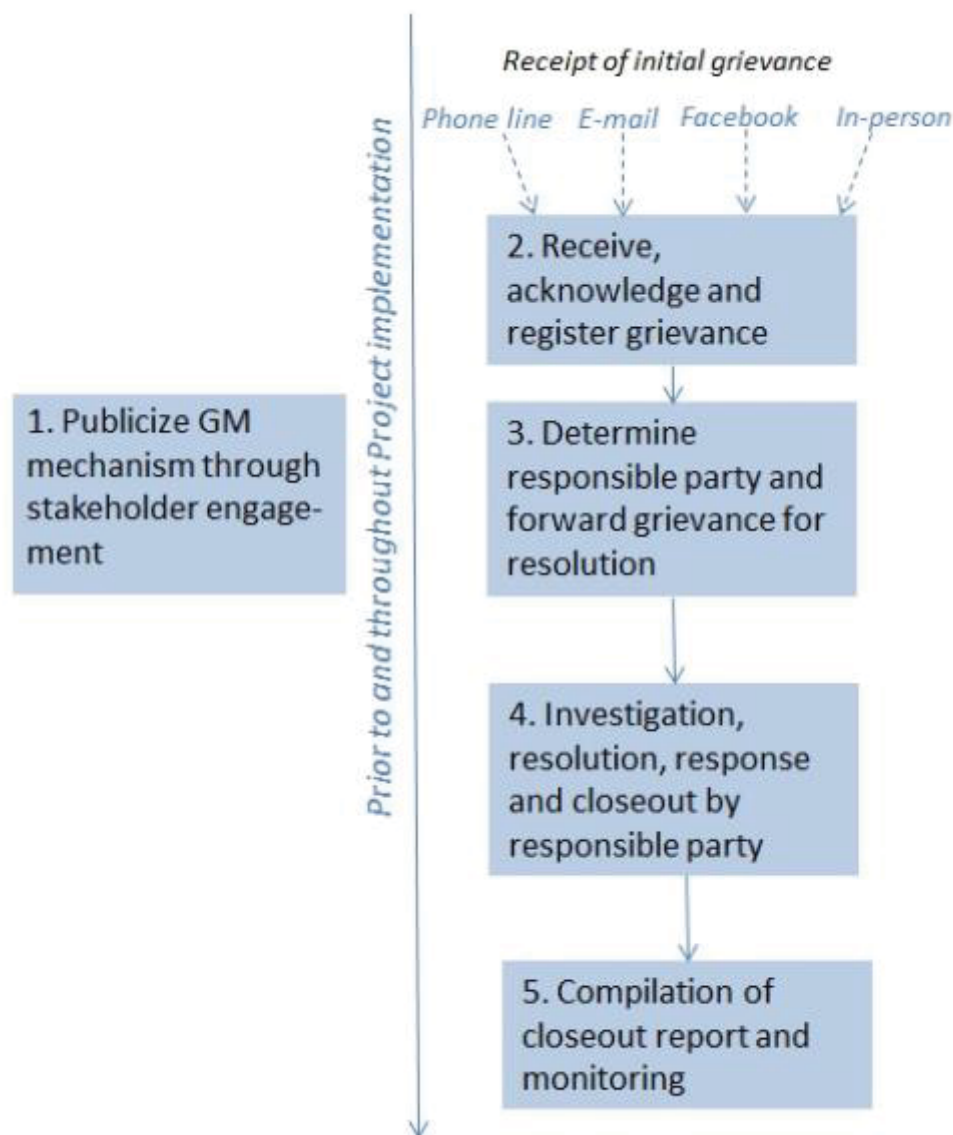 Receipt of initial grievance
Phone line E-mail Facebook In-person
Prior to and throughout Project implementation
1. Publicize GM
mechanism through
stakeholder engage-
ment
2. Receive,
acknowledge and
register grievance
3. Determine
responsible party and
forward grievance for
resolution
4. Investigation,
resolution, response
and closeout by
responsible party
5. Compilation of
closeout report and
monitoring